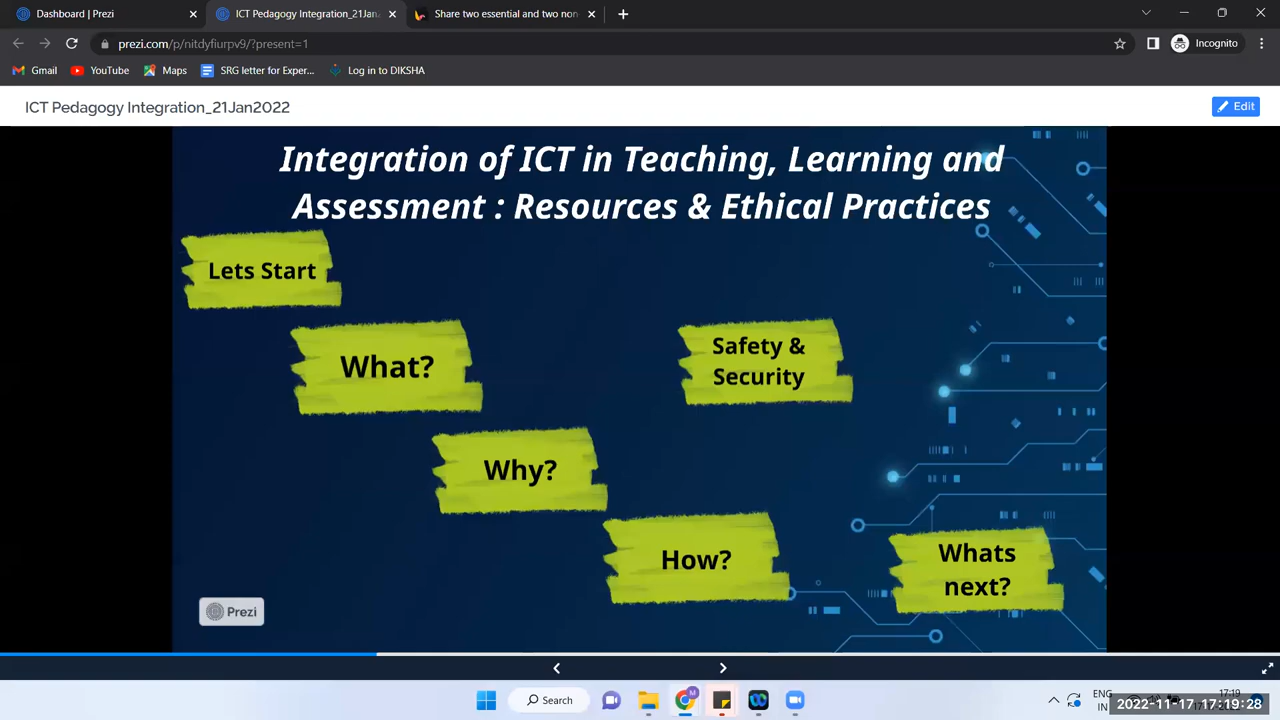 Dashboard | Prezi
ICT Pedagogy Integration_21Jan
Share two essential and two non
prezi.com/p/nitdyfiurpv9/?present=1
Incognito
Gmail
YouTube
Maps
SRG letter for Exper...
Log in to DIKSHA
ICT Pedagogy Integration_21Jan2022
Edit
Integration of ICT in Teaching, Learning and
Assessment : Resources & Ethical Practices
Lets Start
What?
Safety &
Security
Why?
How?
Whats
next?
Prezi
Search
ENG
IN
17:19
2022-11-17 17:19:28